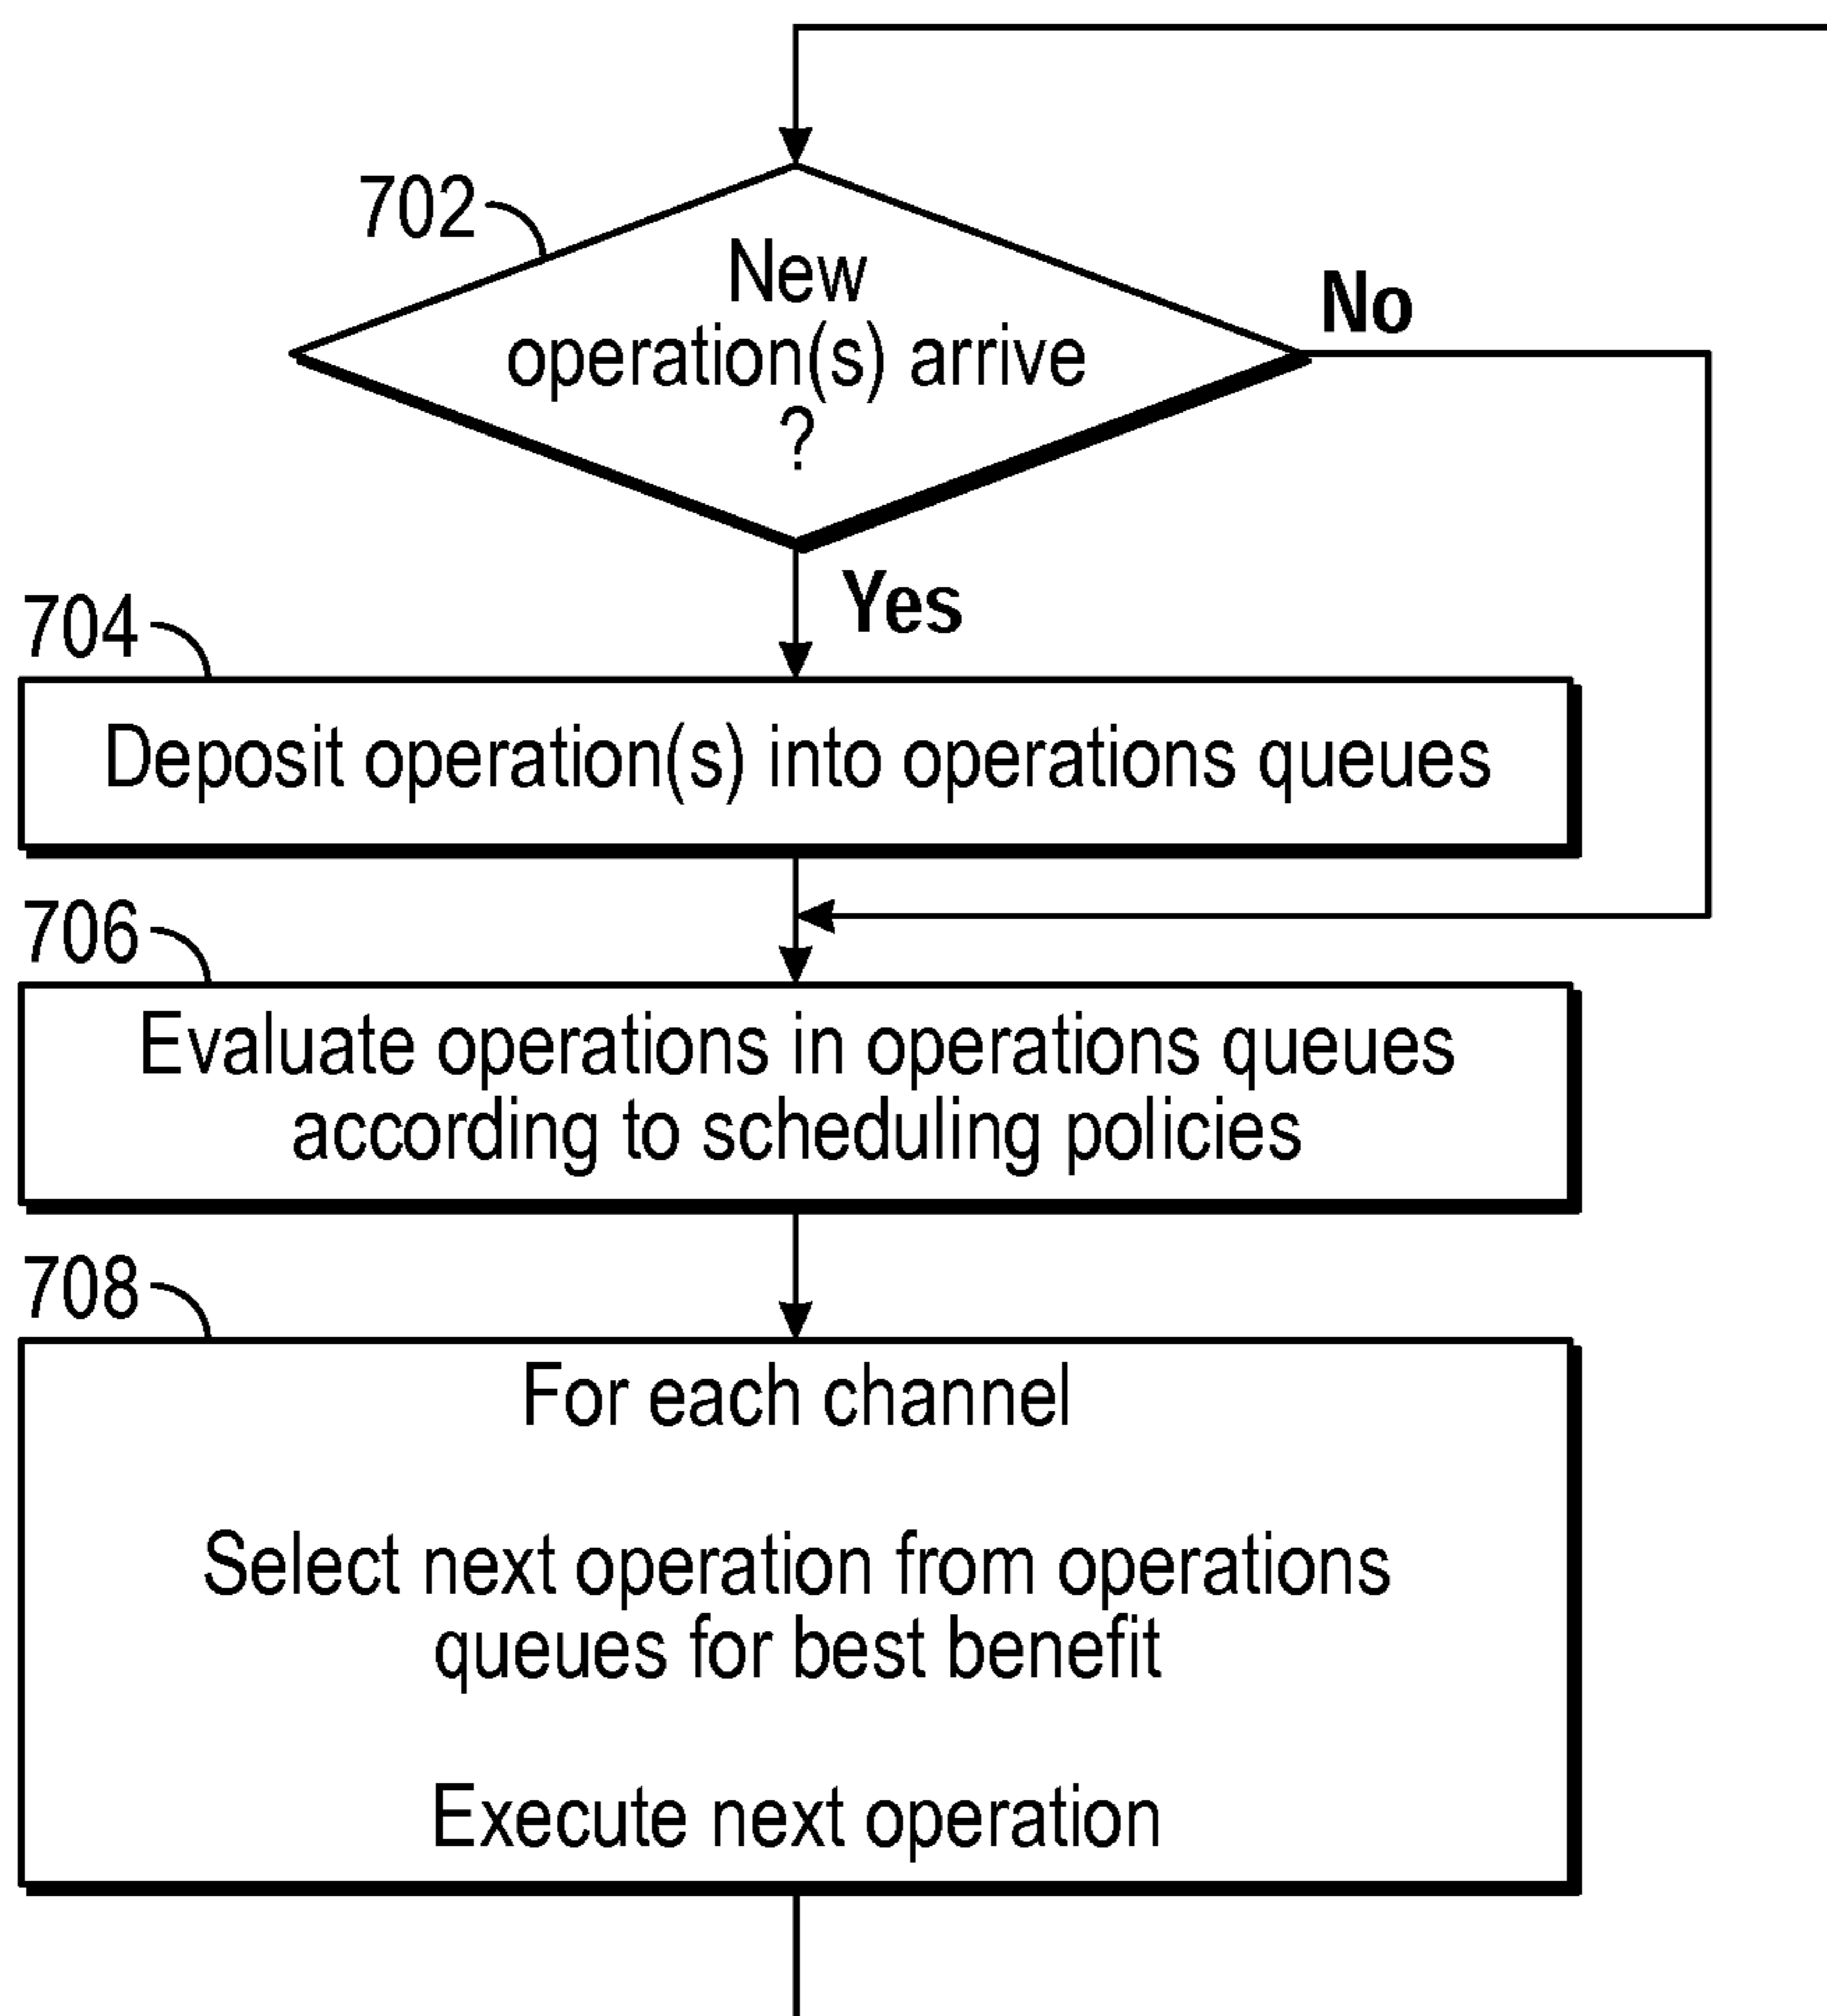 702
New
operation(s) arrive
?
No
Yes
704
Deposit operation(s) into operations queues
706
Evaluate operations in operations queues
according to scheduling policies
708
For each channel
Select next operation from operations
queues for best benefit
Execute next operation